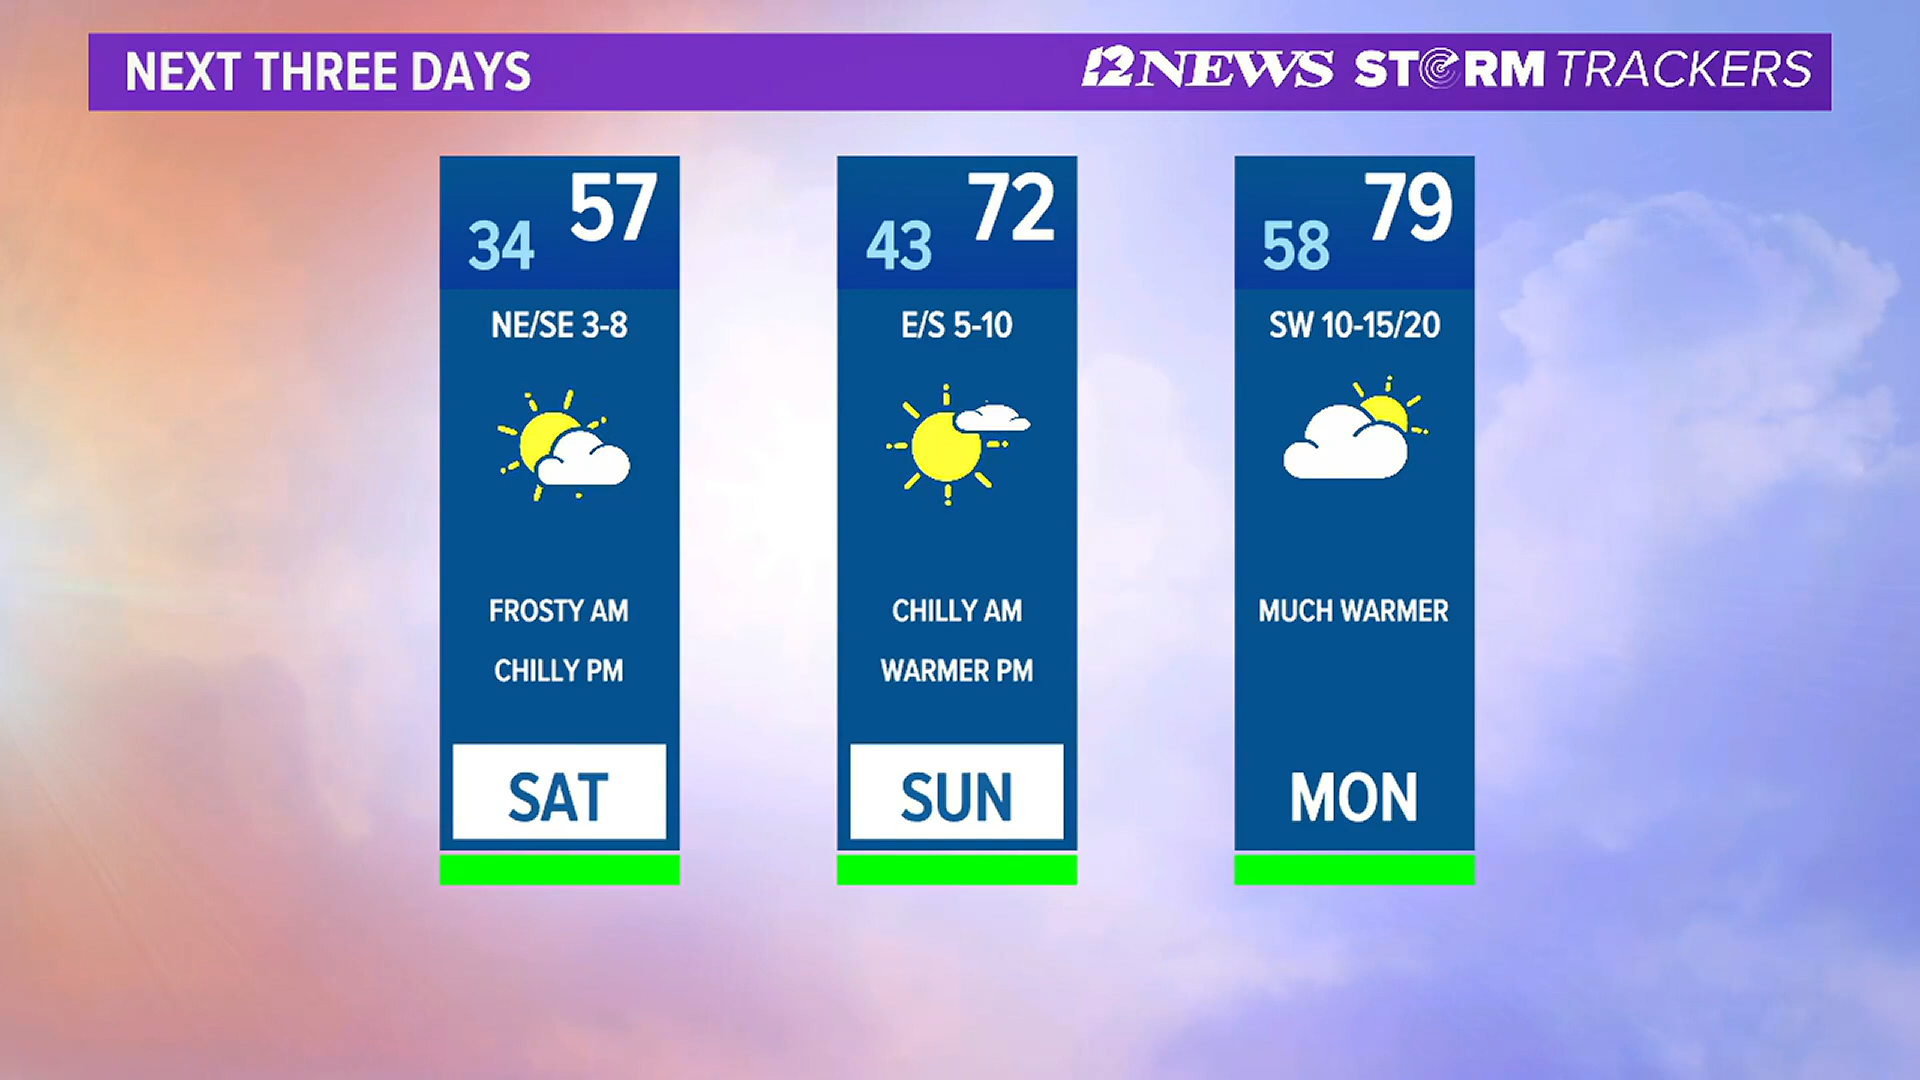 NEXT THREE DAYS
12NEWS STORM TRACKERS
34 57
NE/SE 3-8
FROSTY AM
CHILLY PM
SAT
43 72
E/S 5-10
CHILLY AM
WARMER PM
SUN
58 79
SW 10-15/20
MUCH WARMER
MON